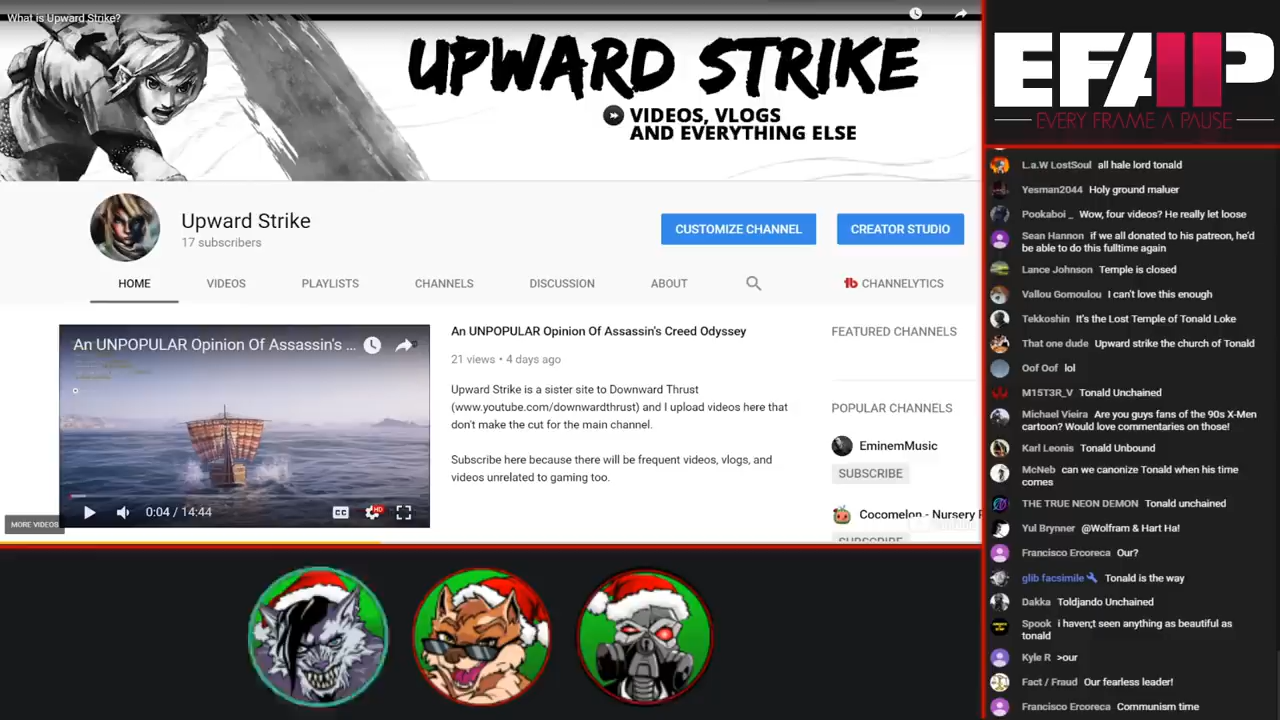 What is Upward Strike?
UPWARD STRIKE
VIDEOS, VLOGS
AND EVERYTHING ELSE
Upward Strike
17 subscribers
CUSTOMIZE CHANNEL
CREATOR STUDIO
HOME
VIDEOS
PLAYLISTS
CHANNELS
DISCUSSION
ABOUT
CHANNELYTICS
An UNPOPULAR Opinion Of Assassin's ...
0:04 / 14:44
CC
HD
MORE VIDEOS
An UNPOPULAR Opinion Of Assassin's Creed Odyssey
21 views • 4 days ago
Upward Strike is a sister site to Downward Thrust
(www.youtube.com/downwardthrust) and I upload videos here that
don't make the cut for the main channel.
Subscribe here because there will be frequent videos, vlogs, and
videos unrelated to gaming too.
FEATURED CHANNELS
POPULAR CHANNELS
EminemMusic
SUBSCRIBE
Cocomelon - Nursery
SUBSCRIBE
EFAP
EVERY FRAME A PAUSE
L.a.W LostSoul all hale lord tonald
Yesman2044 Holy ground maluer
Pookaboi _ Wow, four videos? He really let loose
Sean Hannon if we all donated to his patreon, he'd
be able to do this fulltime again
Lance Johnson Temple is closed
Vallou Gomoulou I can't love this enough
Tekkoshin It's the Lost Temple of Tonald Loke
That one dude Upward strike the church of Tonald
Oof Oof lol
M15T3R_V Tonald Unchained
Michael Vieira Are you guys fans of the 90s X-Men
cartoon? Would love commentaries on those!
Karl Leonis Tonald Unbound
McNeb can we canonize Tonald when his time
comes
THE TRUE NEON DEMON Tonald unchained
Yul Brynner @Wolfram & Hart Ha!
Francisco Ercoreca Our?
glib facsimile Tonald is the way
Dakka Toldjando Unchained
Spook i haven;t seen anything as beautiful as
tonald
Kyle R >our
Fact / Fraud Our fearless leader!
Francisco Ercoreca Communism time